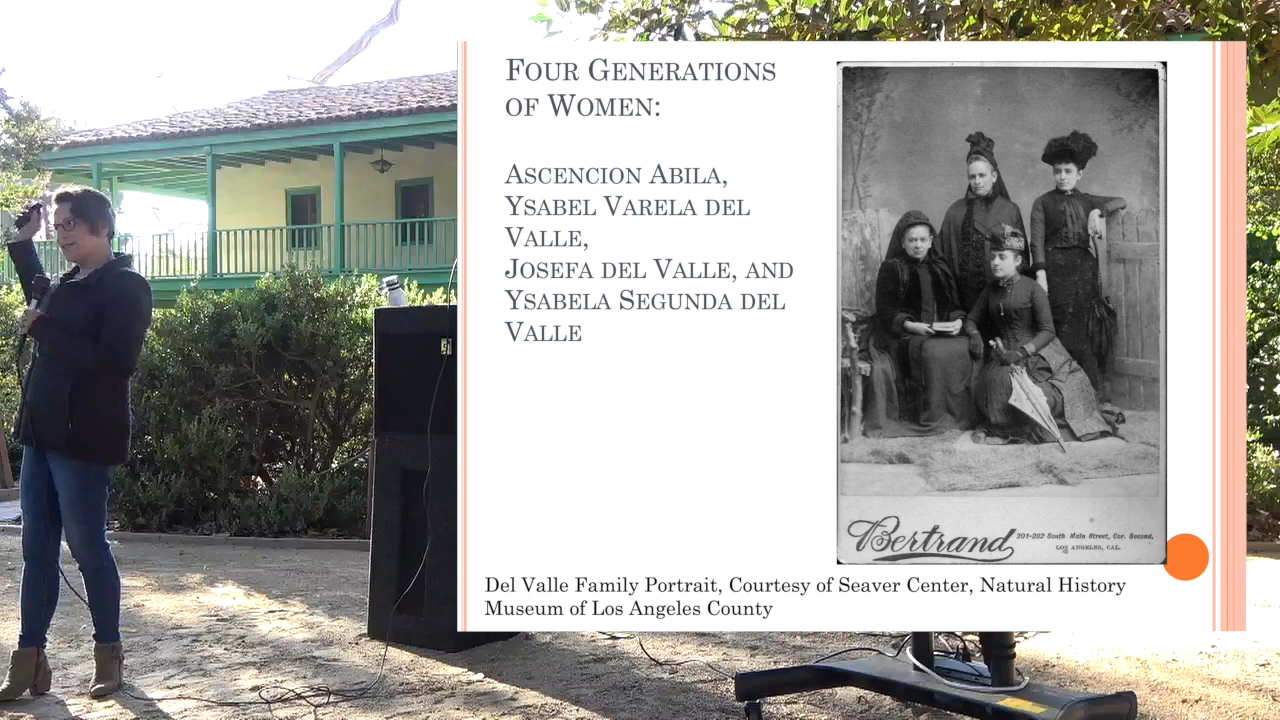 FOUR GENERATIONS
OF WOMEN:
ASCENCION ABILA,
YSABEL VARELA DEL
VALLE,
JOSEFA DEL VALLE, AND
YSABELA SEGUNDA DEL
VALLE
Bertrand
201-202 South Main Street, Cor. Second,
LOS ANGELES, CAL.
Del Valle Family Portrait, Courtesy of Seaver Center, Natural History
Museum of Los Angeles County